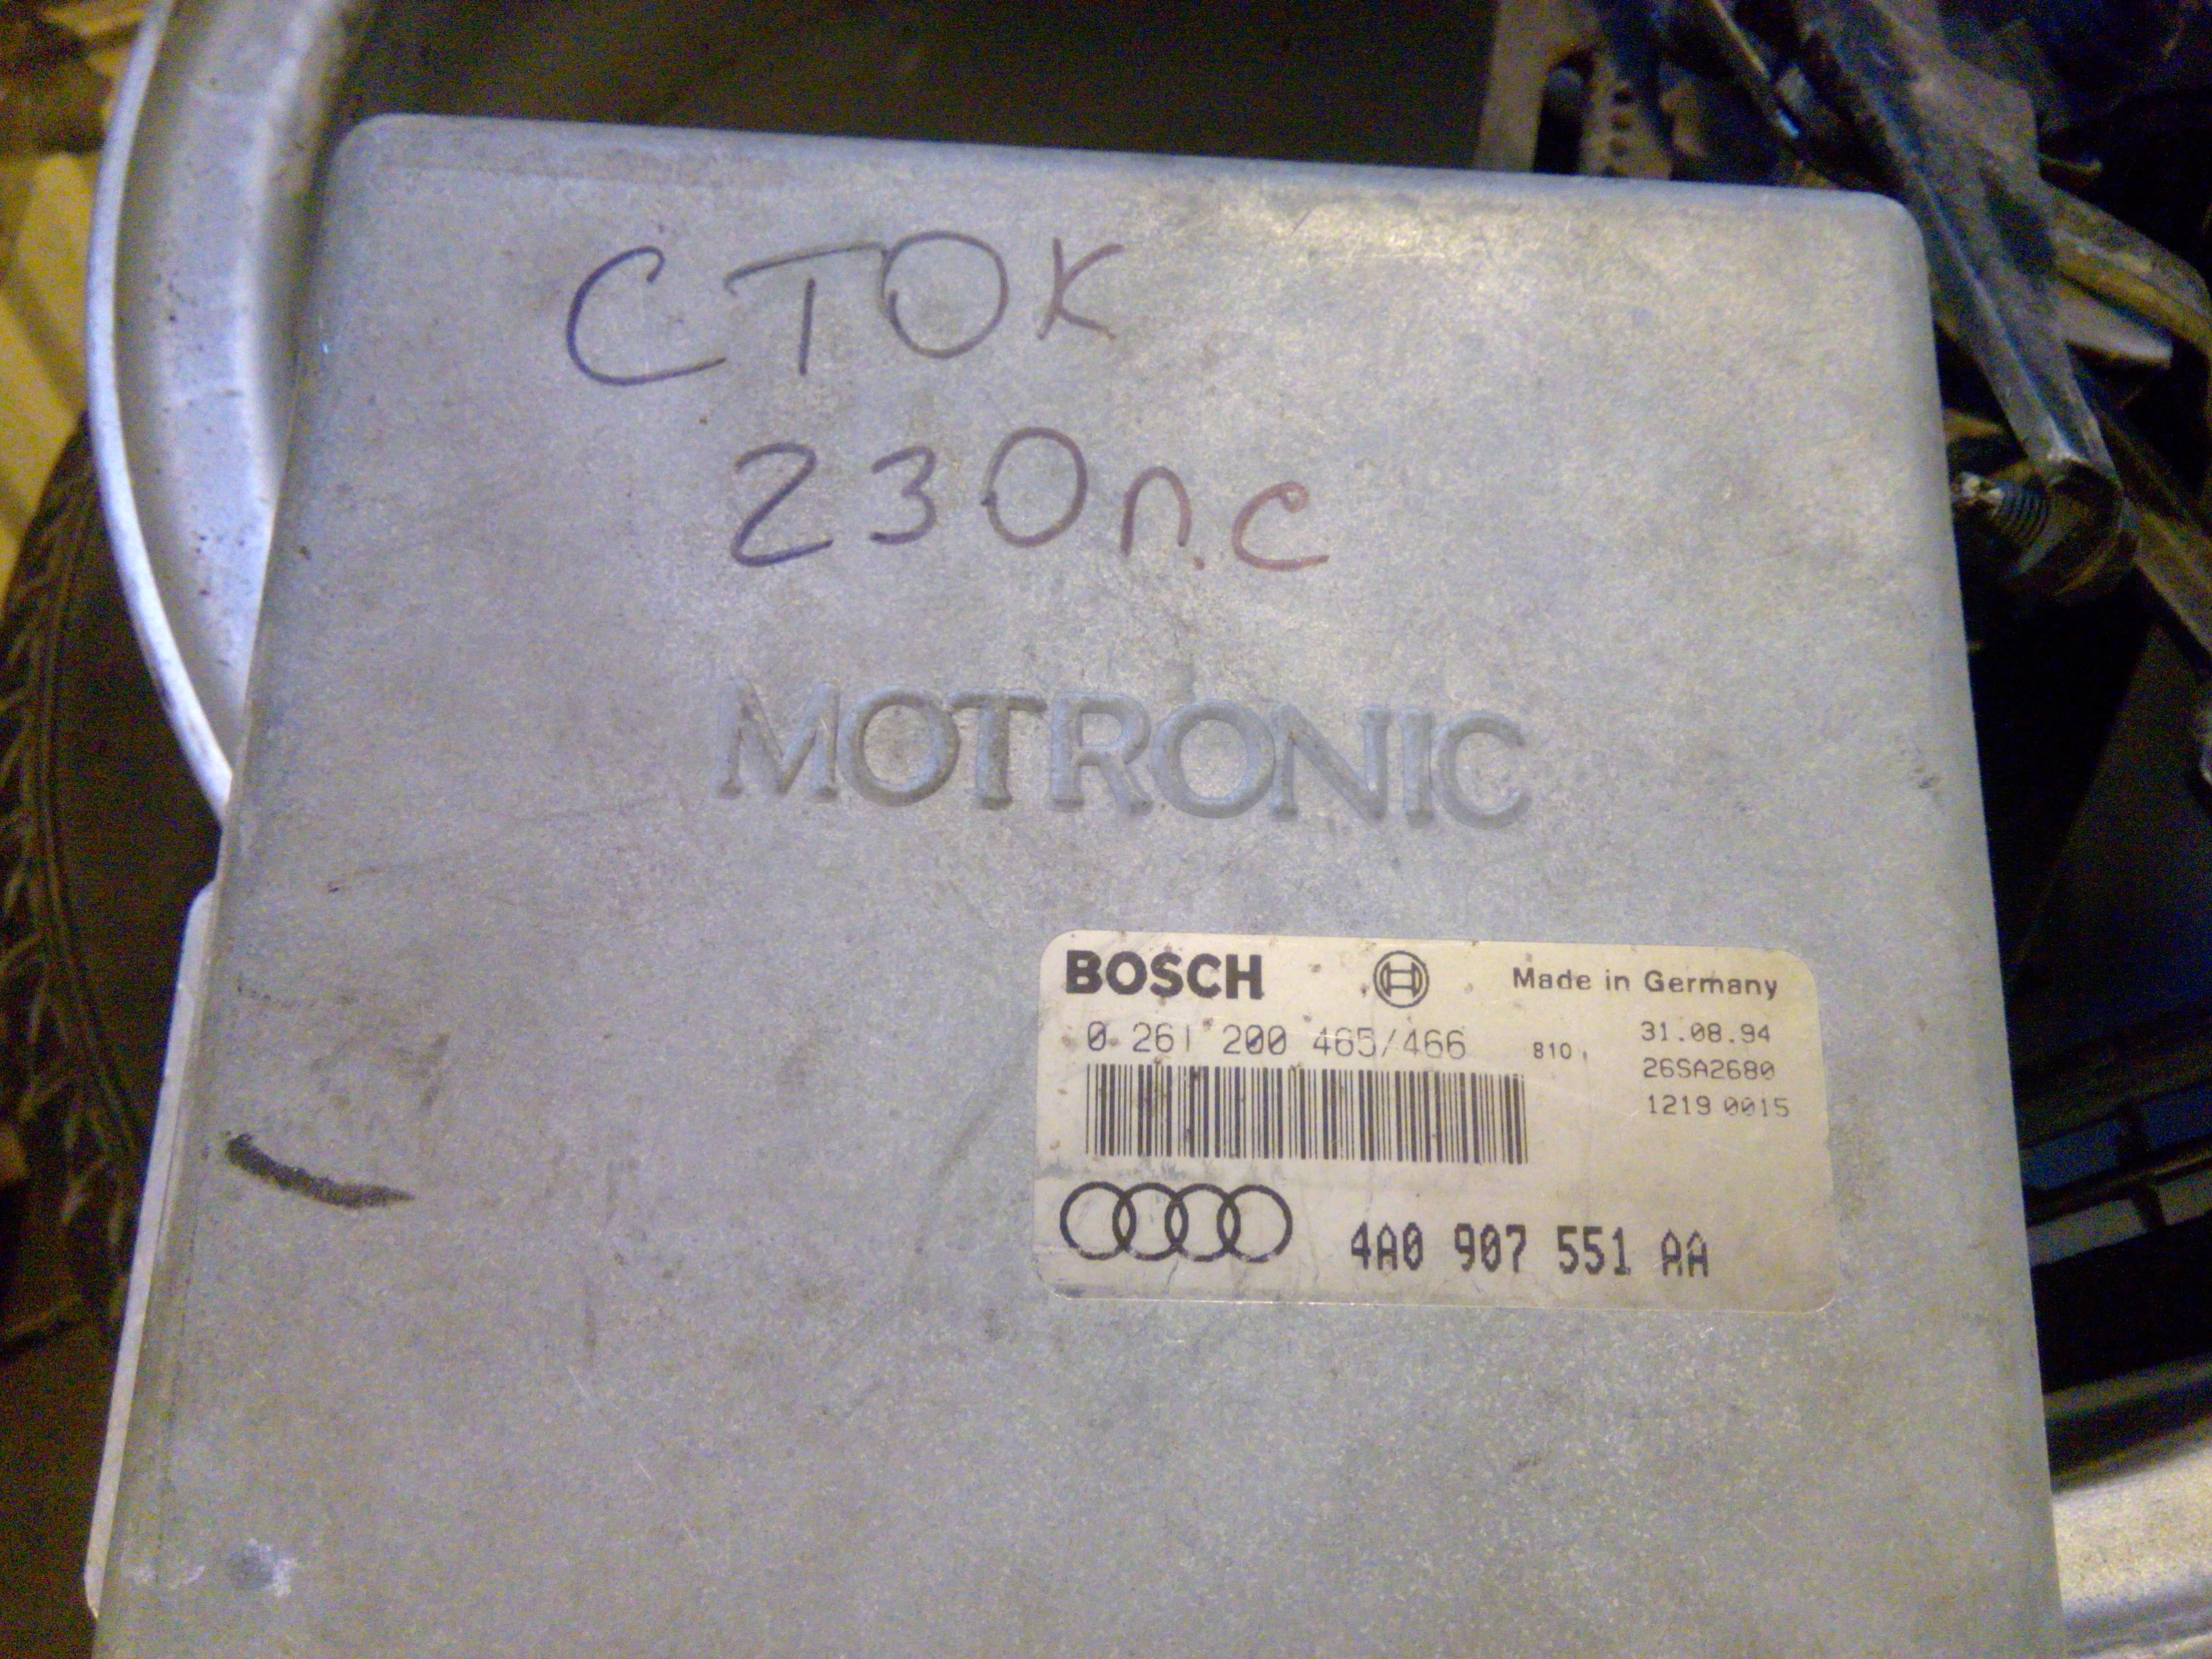 СТОК
230л.с
MOTRONIC
BOSCH Made in Germany
0 261 200 465/466 810 31.08.94
26SA2680
1219 0015
4A0 907 551 AA